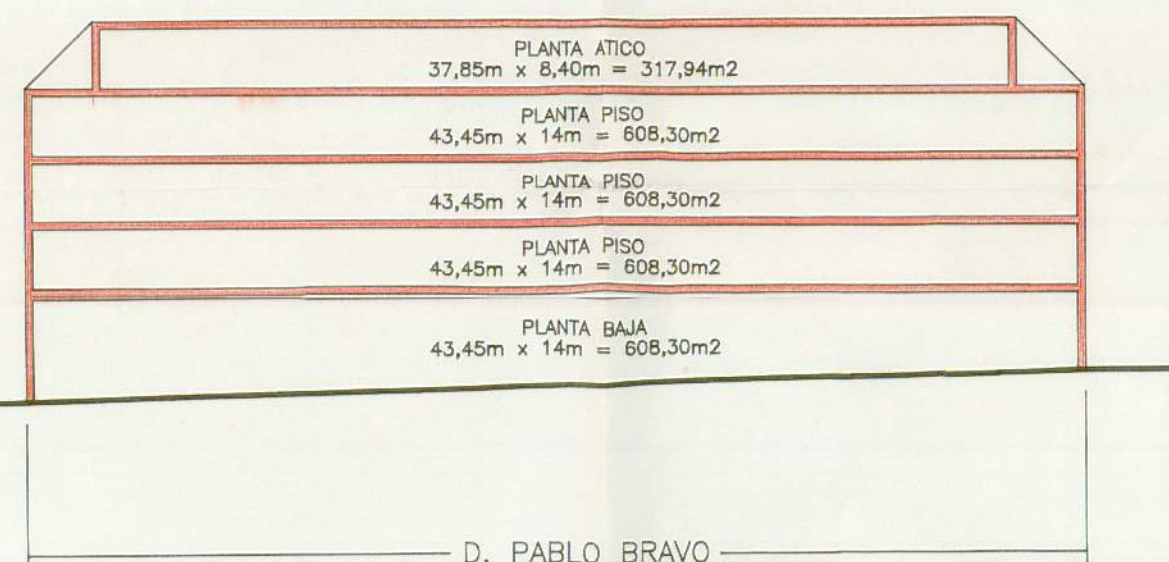 PLANTA ATICO
37,85m x 8,40m = 317,94m2
PLANTA PISO
43,45m x 14m = 608,30m2
PLANTA PISO
43,45m x 14m = 608,30m2
PLANTA PISO
43,45m x 14m = 608,30m2
PLANTA BAJA
43,45m x 14m = 608,30m2
D. PABLO BRAVO